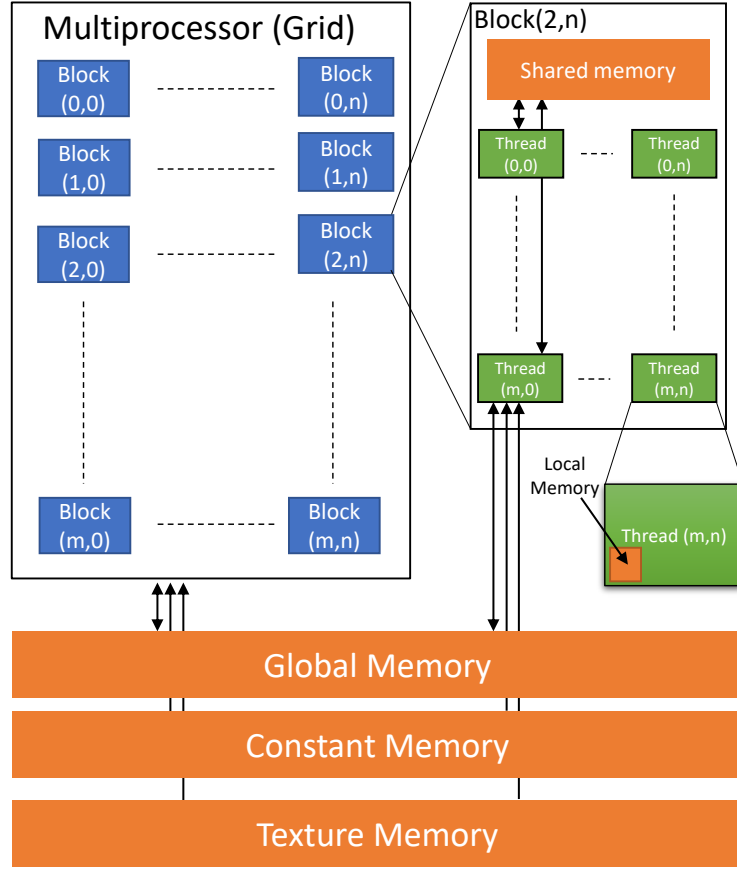 Multiprocessor (Grid)
Block
(0,0)
Block
(0,n)
Block
(1,0)
Block
(1,n)
Block
(2,0)
Block
(2,n)
Block
(m,0)
Block
(m,n)
Block(2,n)
Shared memory
Thread
(0,0)
Thread
(0,n)
Thread
(m,0)
Thread
(m,n)
Local
Memory
Thread (m,n)
Global Memory
Constant Memory
Texture Memory